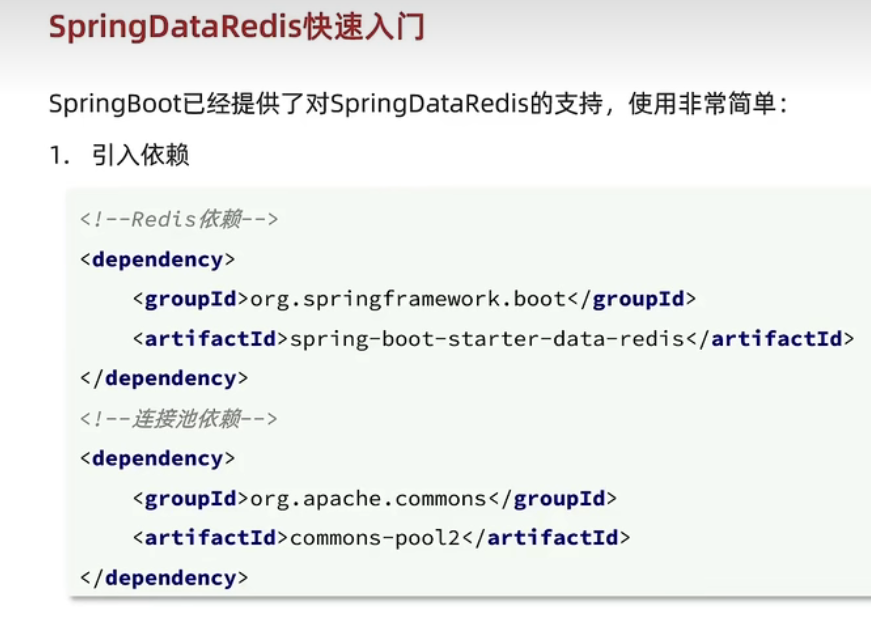 SpringDataRedis快速入门
SpringBoot已经提供了对SpringDataRedis的支持，使用非常简单：
1. 引入依赖
<!--Redis依赖-->
<dependency>
    <groupId>org.springframework.boot</groupId>
    <artifactId>spring-boot-starter-data-redis</artifactId>
</dependency>
<!--连接池依赖-->
<dependency>
    <groupId>org.apache.commons</groupId>
    <artifactId>commons-pool2</artifactId>
</dependency>